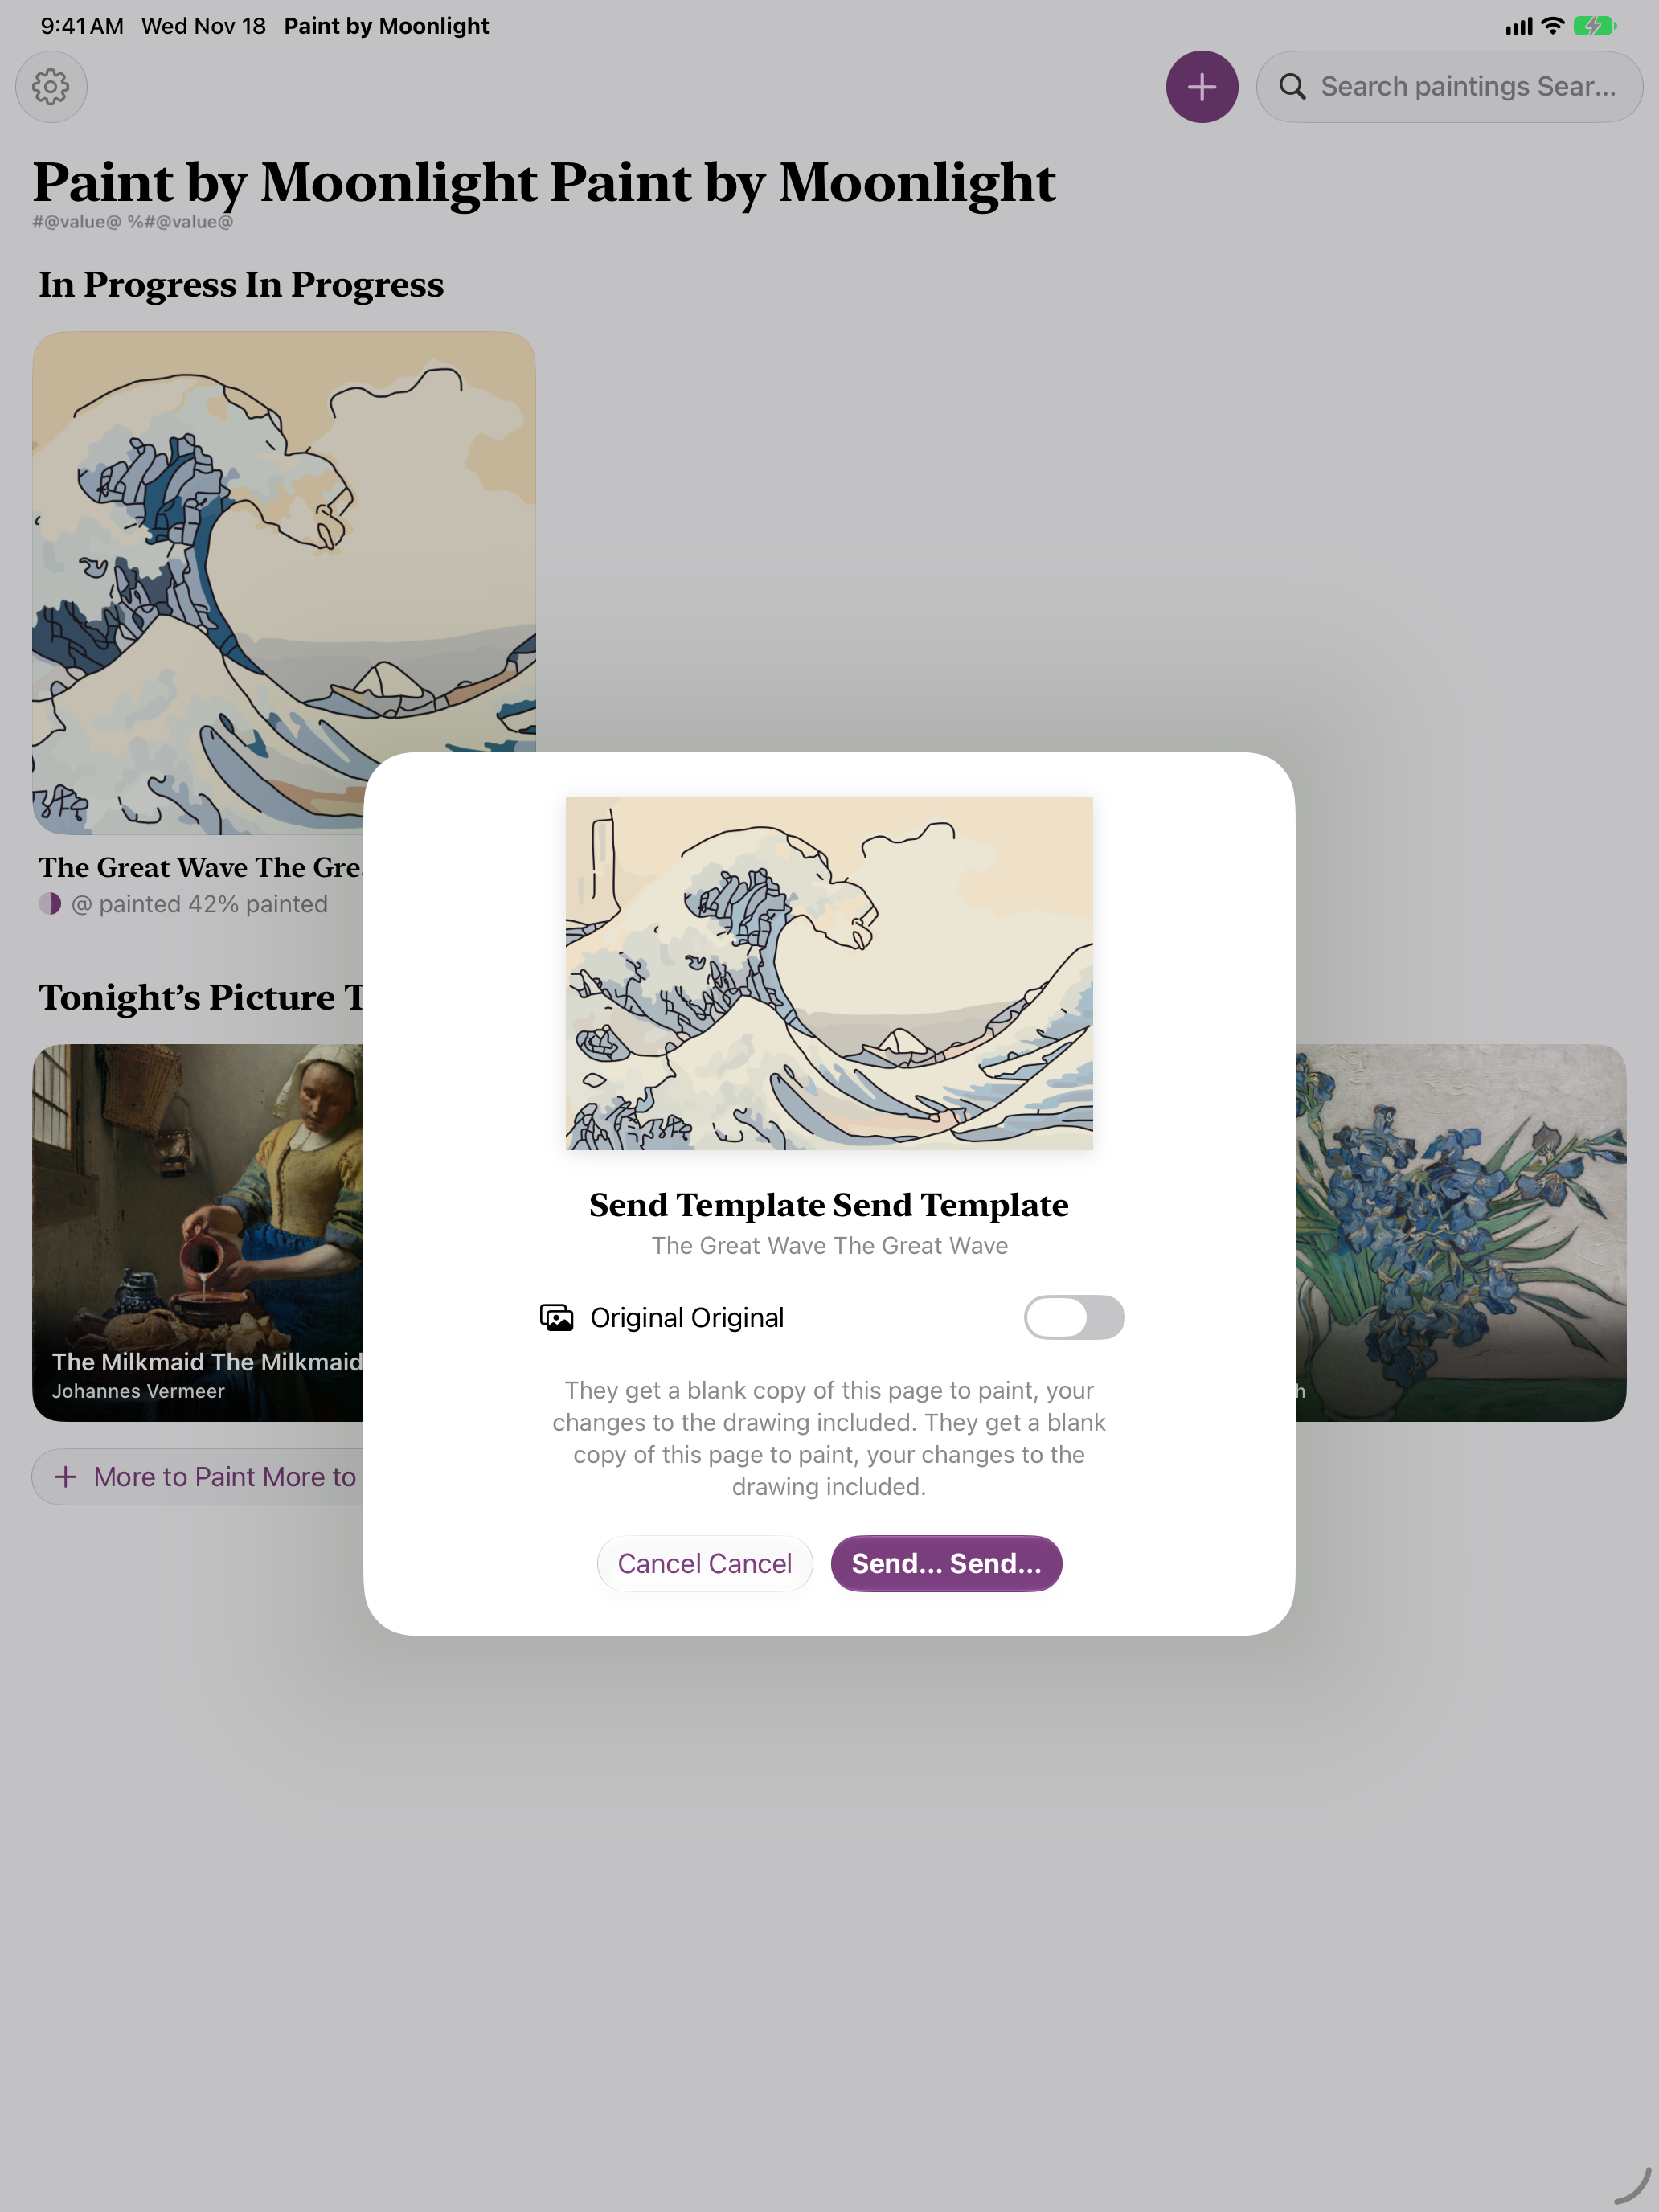 9:41 AM Wed Nov 18 Paint by Moonlight
Search paintings Sear...
Paint by Moonlight Paint by Moonlight
#@value@ %#@value@
In Progress In Progress
The Great Wave The Grea
@ painted 42% painted
Tonight’s Picture T
The Milkmaid The Milkmaid
Johannes Vermeer
h
More to Paint More to
Send Template Send Template
The Great Wave The Great Wave
Original Original
They get a blank copy of this page to paint, your
changes to the drawing included. They get a blank
copy of this page to paint, your changes to the
drawing included.
Cancel Cancel
Send... Send...